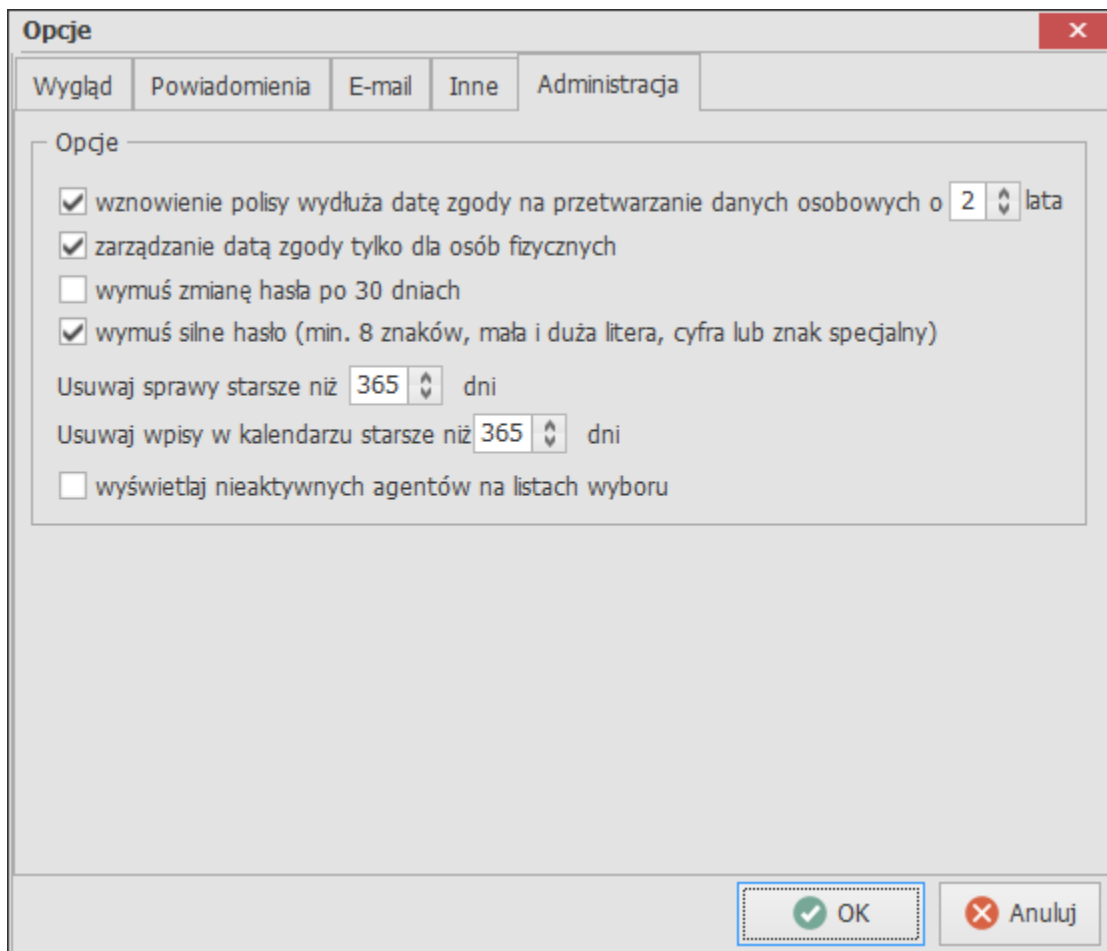 Opcje
Wygląd Powiadomienia E-mail Inne Administracja
Opcje
wznowienie polisy wydłuża datę zgody na przetwarzanie danych osobowych o 2 lata
zarządzanie datą zgody tylko dla osób fizycznych
wymuś zmianę hasła po 30 dniach
wymuś silne hasło (min. 8 znaków, mała i duża litera, cyfra lub znak specjalny)
Usuwaj sprawy starsze niż 365 dni
Usuwaj wpisy w kalendarzu starsze niż 365 dni
wyświetlaj nieaktywnych agentów na listach wyboru
OK Anuluj